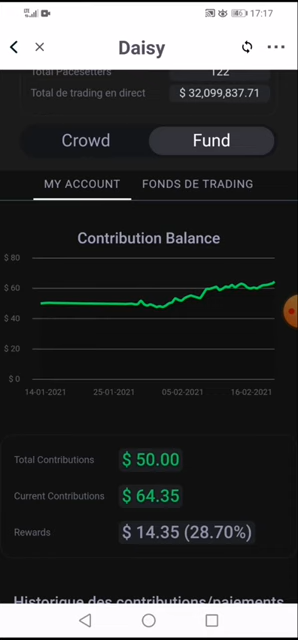 17:17
Daisy
Total Pacesetters 122
Total de trading en direct $ 32,099,837.71
Crowd Fund
MY ACCOUNT FONDS DE TRADING
Contribution Balance
$ 80
$ 60
$ 40
$ 20
$ 0
14-01-2021 25-01-2021 05-02-2021 16-02-2021
Total Contributions $ 50.00
Current Contributions $ 64.35
Rewards $ 14.35 (28.70%)
Historique des contributions/paiements